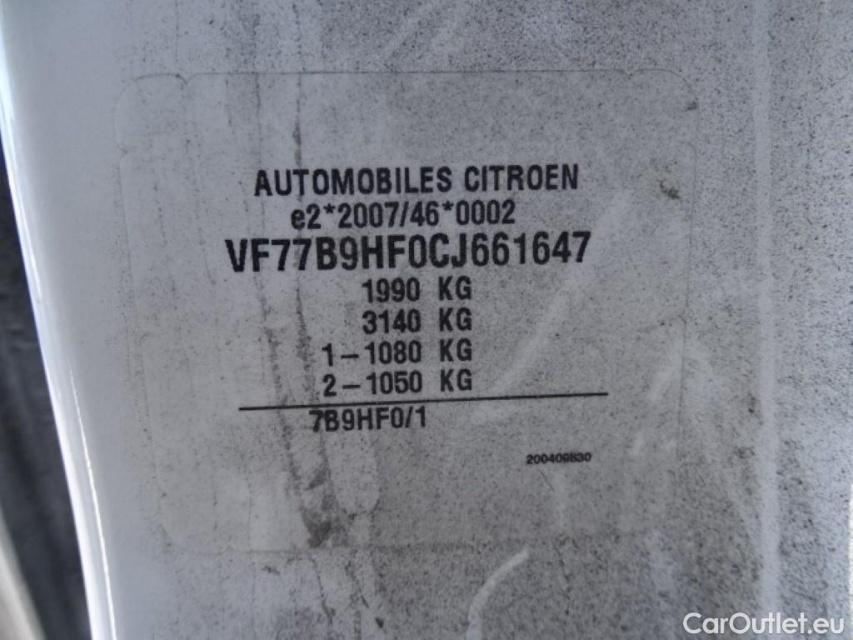 AUTOMOBILES CITROEN
e2*2007/46*0002
VF77B9HF0CJ661647
1990 KG
3140 KG
1-1080 KG
2-1050 KG
7B9HF0/1
200409830
CarOutlet.eu